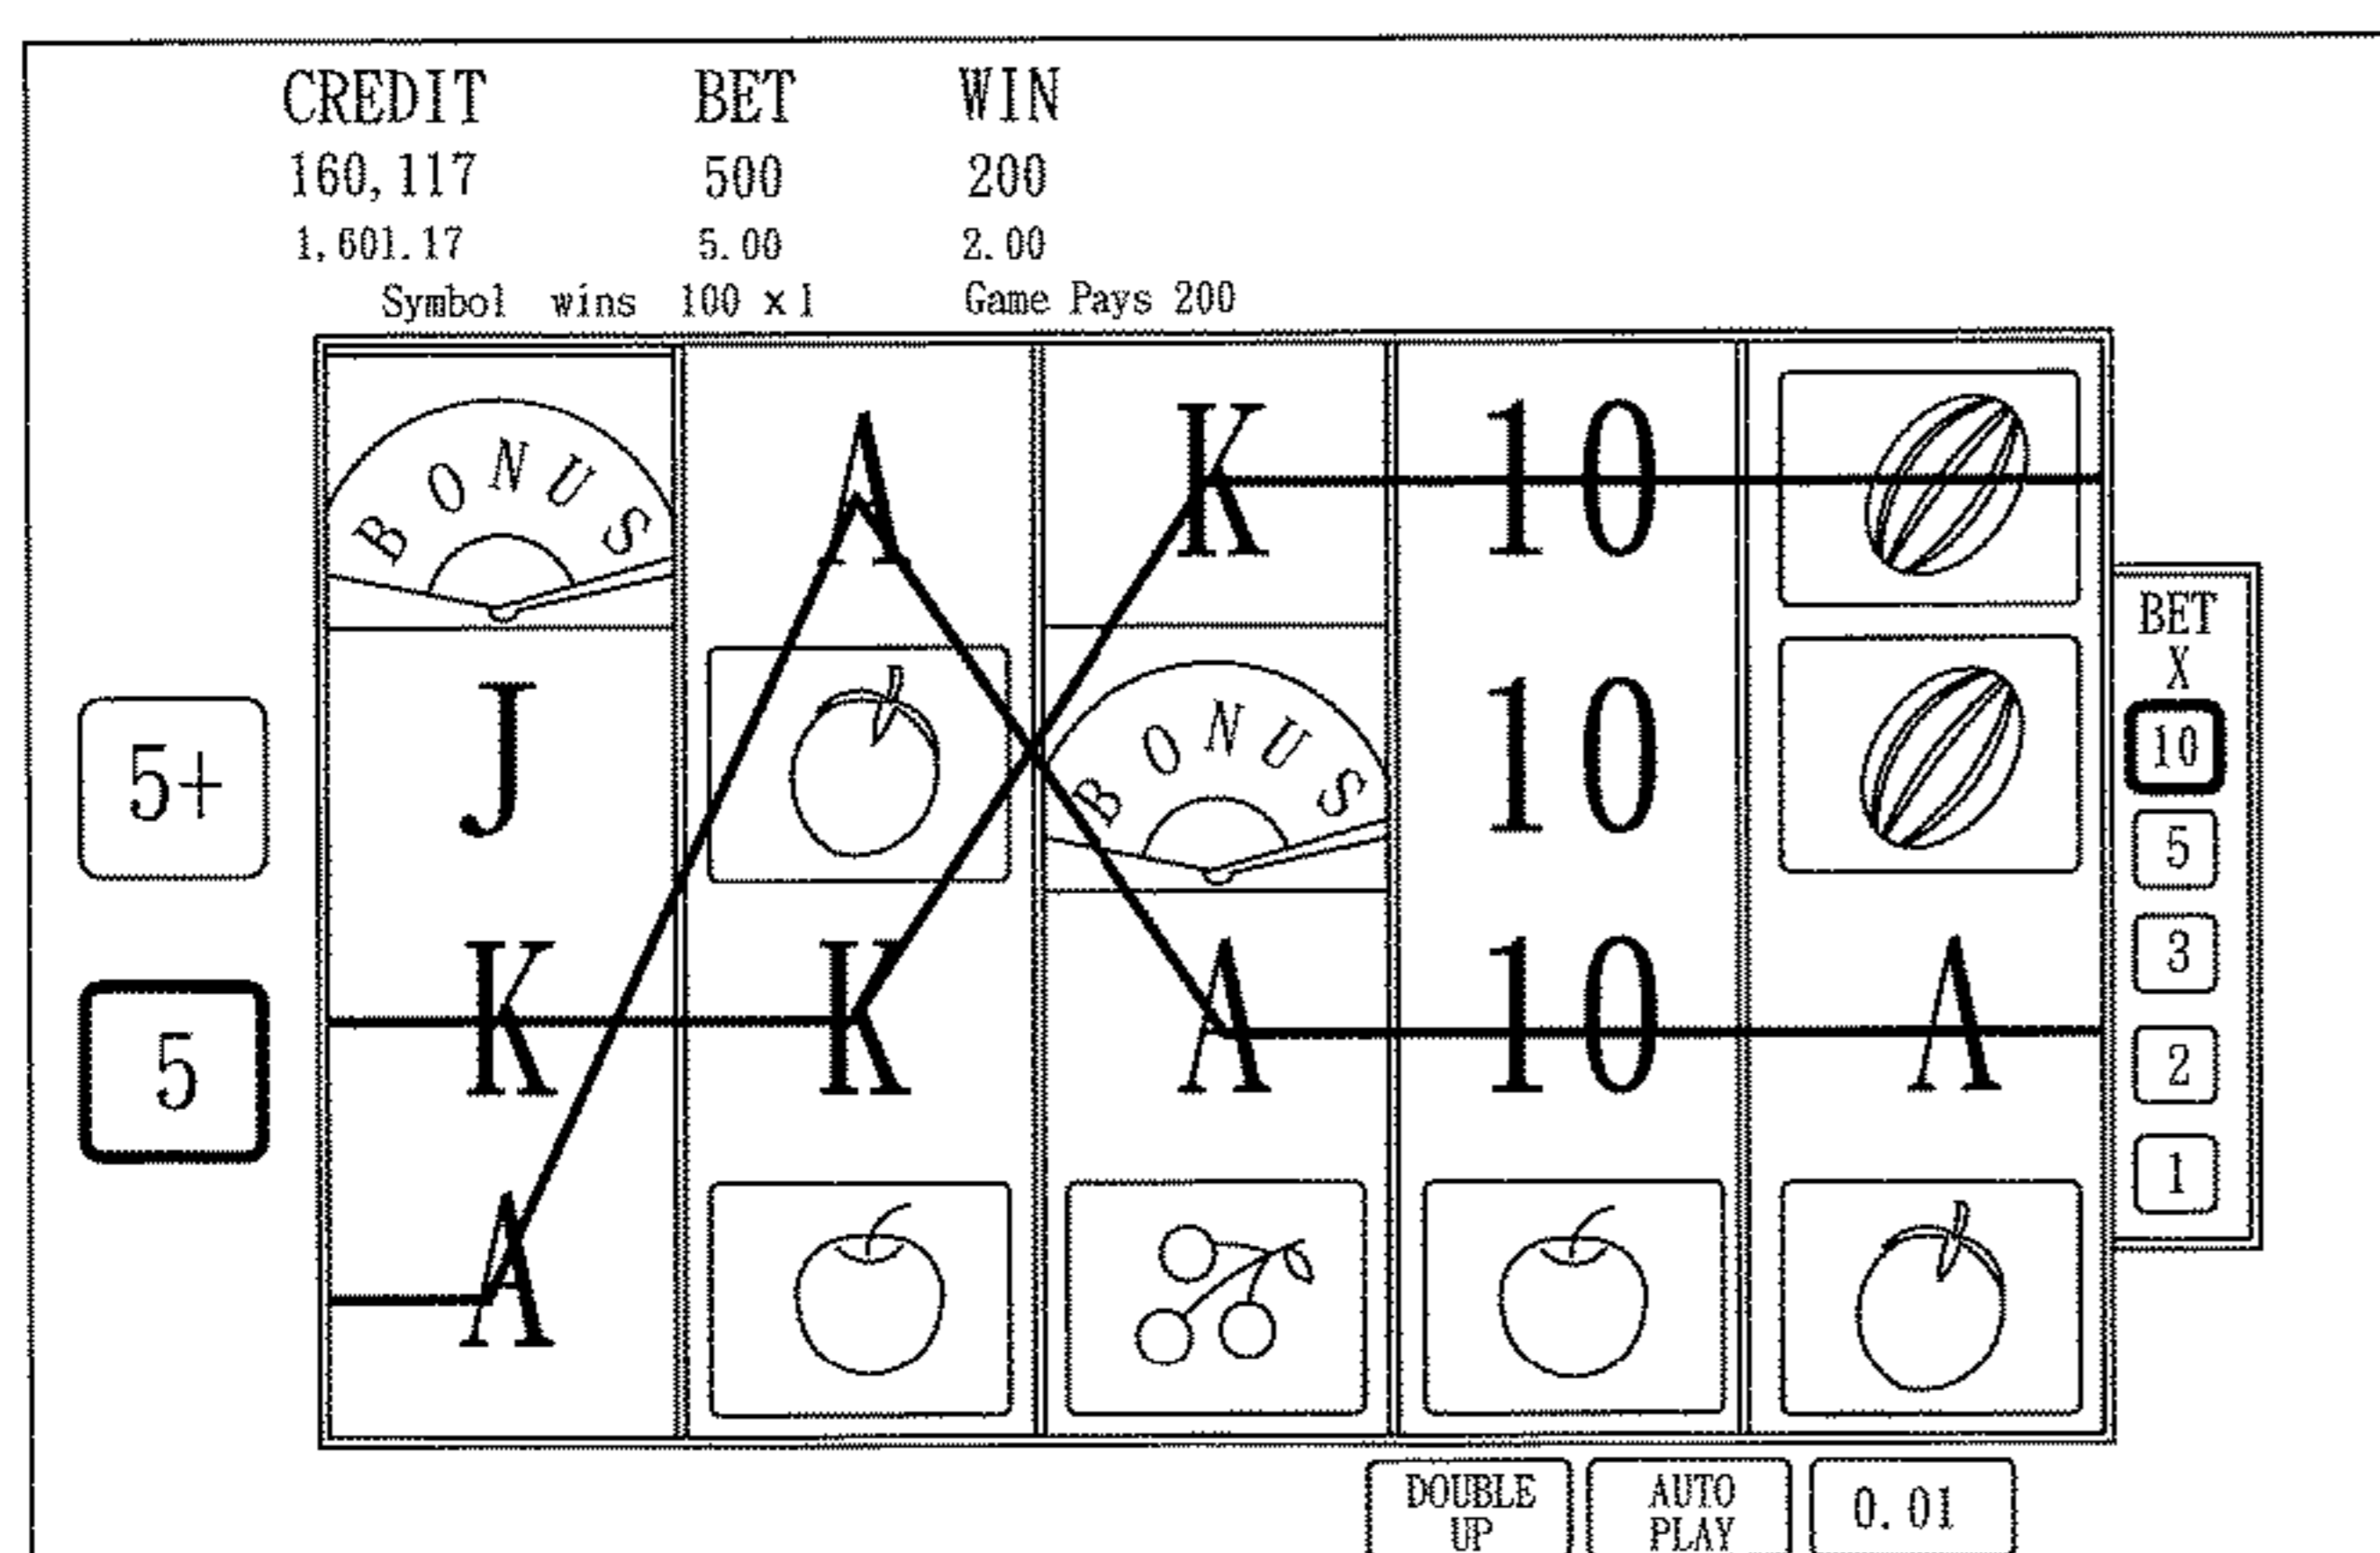 CREDIT BET WIN
160,117 500 200
1,601.17 5.00 2.00
Symbol wins 100 x 1 Game Pays 200
BONUS A K 10
BET
X
10
5+ J BONUS 10
5
3
K K A 10 A
5
2
1
A
DOUBLE UP
AUTO PLAY
0.01